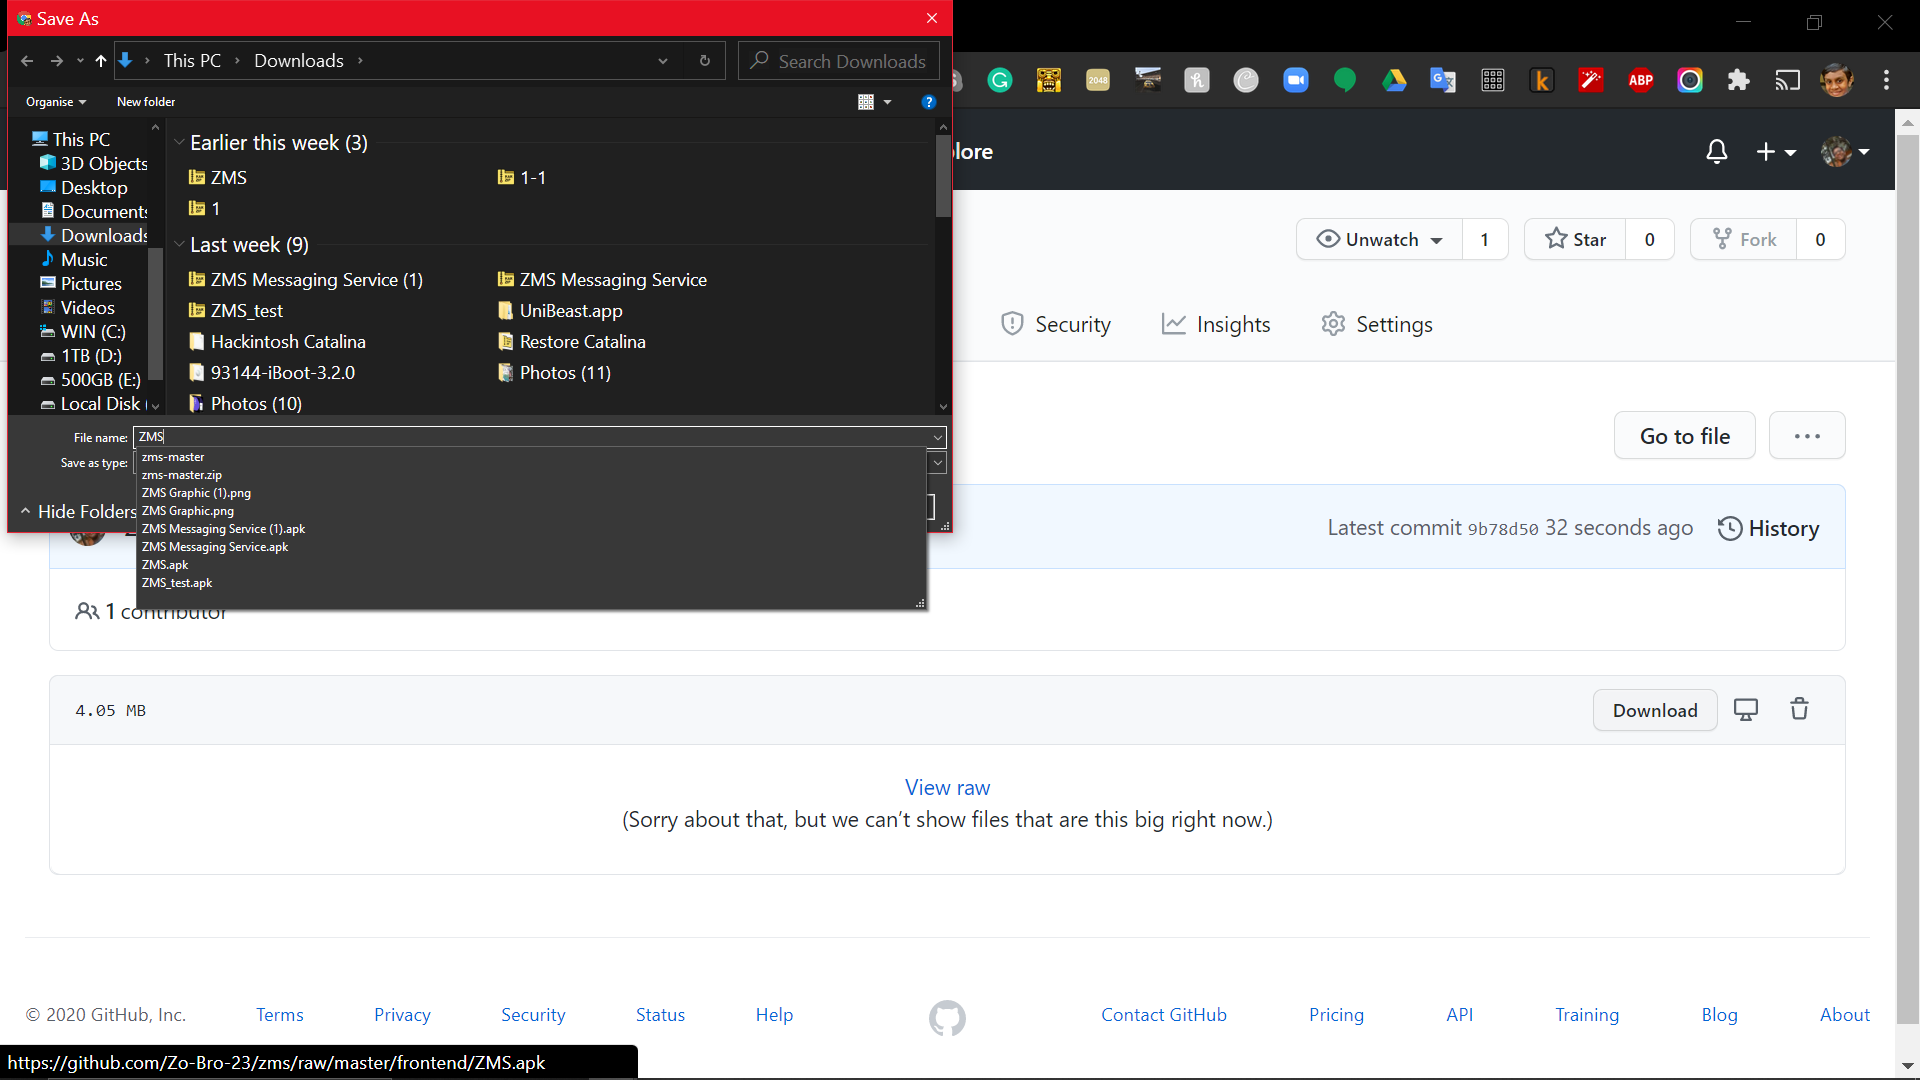 Save As
This PC
Downloads
Search Downloads
Organise
New folder
This PC
3D Objects
Desktop
Documents
Downloads
Music
Pictures
Videos
WIN (C:)
1TB (D:)
500GB (E:)
Local Disk
Earlier this week (3)
ZMS
1-1
1
Last week (9)
ZMS Messaging Service (1)
ZMS Messaging Service
ZMS_test
UniBeast.app
Hackintosh Catalina
Restore Catalina
93144-iBoot-3.2.0
Photos (11)
Photos (10)
File name: ZMS
Save as type:
zms-master
zms-master.zip
ZMS Graphic (1).png
ZMS Graphic.png
ZMS Messaging Service (1).apk
ZMS Messaging Service.apk
ZMS.apk
ZMS_test.apk
Hide Folders
2048
ABP
lore
Unwatch 1
Star 0
Fork 0
Security
Insights
Settings
Go to file
Latest commit 9b78d50 32 seconds ago
History
1 contributor
4.05 MB
Download
View raw
(Sorry about that, but we can’t show files that are this big right now.)
© 2020 GitHub, Inc.
Terms
Privacy
Security
Status
Help
Contact GitHub
Pricing
API
Training
Blog
About
https://github.com/Zo-Bro-23/zms/raw/master/frontend/ZMS.apk